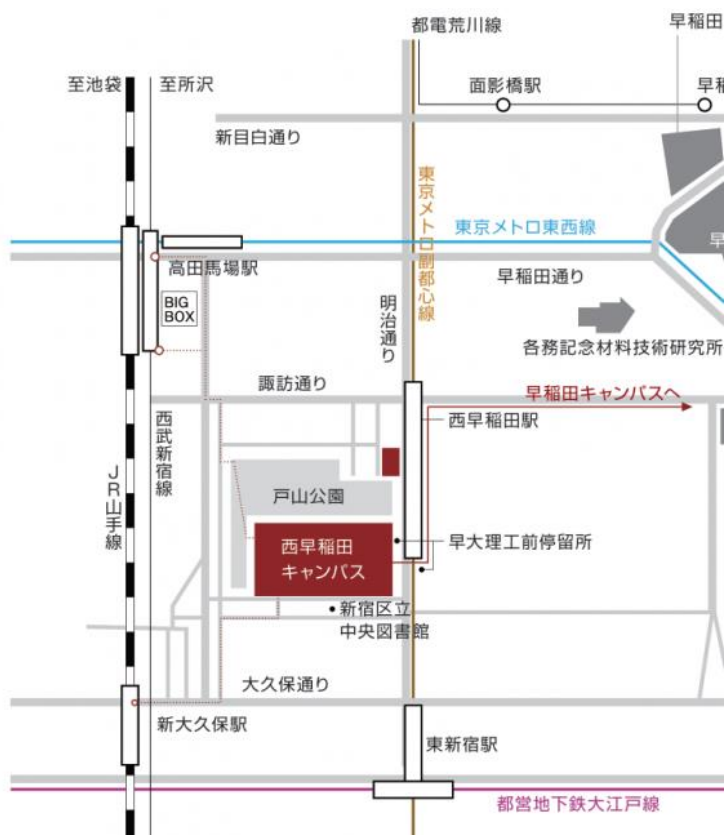 都電荒川線
早稲田
至池袋
至所沢
面影橋駅
早稲
新目白通り
東京メトロ副都心線
東京メトロ東西線
早
高田馬場駅
早稲田通り
BIG
BOX
明治通り
各務記念材料技術研究所
諏訪通り
早稲田キャンパスへ
西武新宿線
西早稲田駅
JR山手線
戸山公園
西早稲田
キャンパス
早大理工前停留所
新宿区立
中央図書館
大久保通り
新大久保駅
東新宿駅
都営地下鉄大江戸線